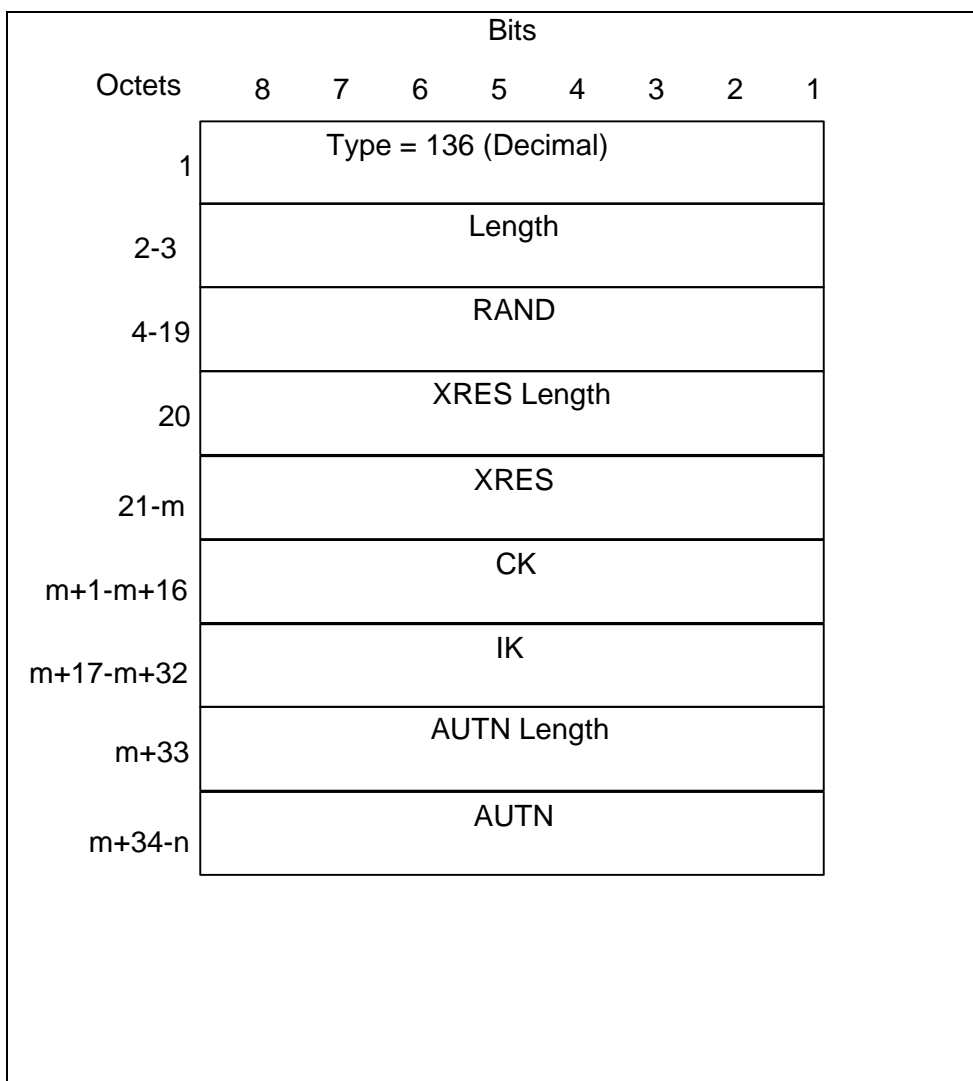 Bits
Octets 8 7 6 5 4 3 2 1
1 Type = 136 (Decimal)
2-3 Length
4-19 RAND
20 XRES Length
21-m XRES
m+1-m+16 CK
m+17-m+32 IK
m+33 AUTN Length
m+34-n AUTN